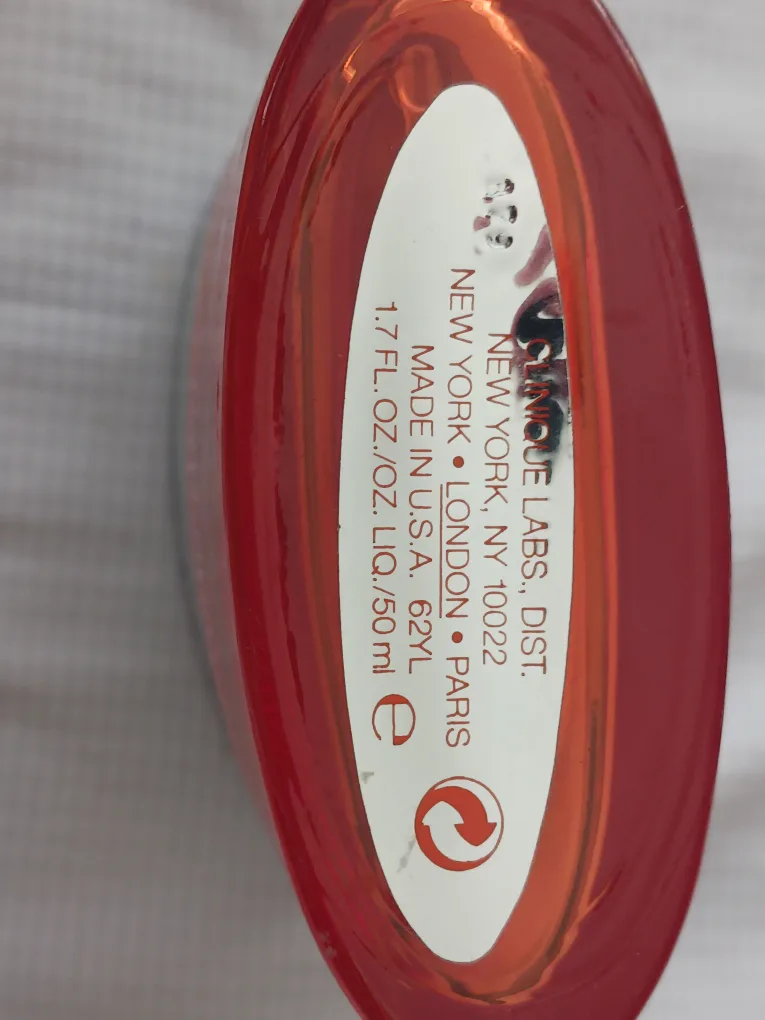 CLINIQUE LABS., DIST.
NEW YORK, NY 10022
NEW YORK • LONDON • PARIS
MADE IN U.S.A. 62YL
1.7 FL. OZ./OZ. LIQ./50 ml e